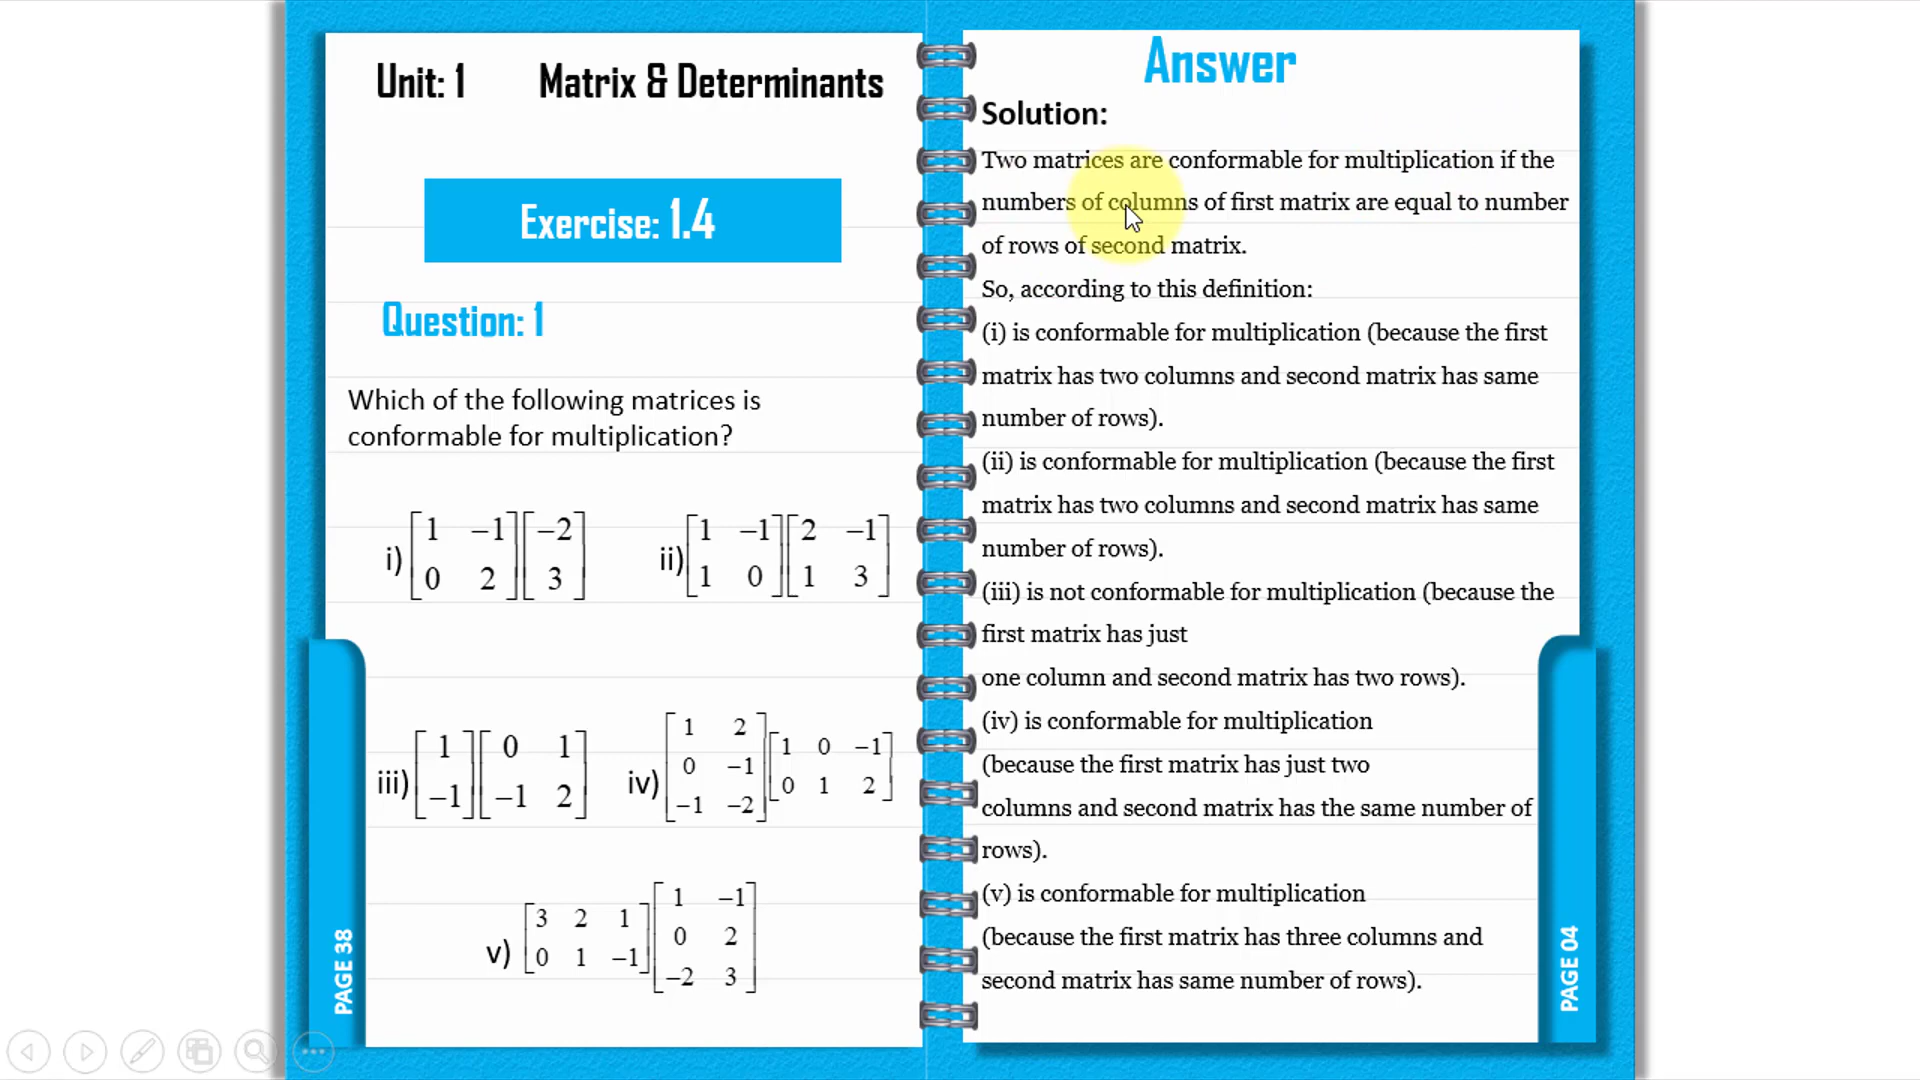 Unit: 1 Matrix & Determinants
Exercise: 1.4
Question: 1
Which of the following matrices is
conformable for multiplication?
i) [1 −1] [−2]
[0 2] [3]
ii) [1 −1] [2 −1]
[1 0] [1 3]
iii) [1] [0 1]
[−1] [−1 2]
iv) [1 2] [1 0 −1]
[0 −1] [0 1 2]
[−1 −2]
v) [3 2 1] [1 −1]
[0 1 −1] [0 2]
[−2 3]
PAGE 38
Answer
Solution:
Two matrices are conformable for multiplication if the
numbers of columns of first matrix are equal to number
of rows of second matrix.
So, according to this definition:
(i) is conformable for multiplication (because the first
matrix has two columns and second matrix has same
number of rows).
(ii) is conformable for multiplication (because the first
matrix has two columns and second matrix has same
number of rows).
(iii) is not conformable for multiplication (because the
first matrix has just
one column and second matrix has two rows).
(iv) is conformable for multiplication
(because the first matrix has just two
columns and second matrix has the same number of
rows).
(v) is conformable for multiplication
(because the first matrix has three columns and
second matrix has same number of rows).
PAGE 04